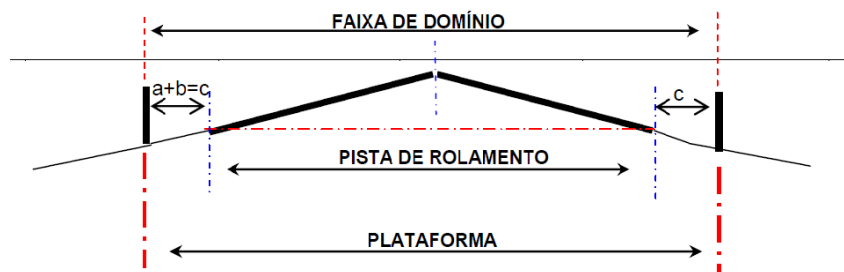 FAIXA DE DOMÍNIO
a+b=c
c
PISTA DE ROLAMENTO
PLATAFORMA